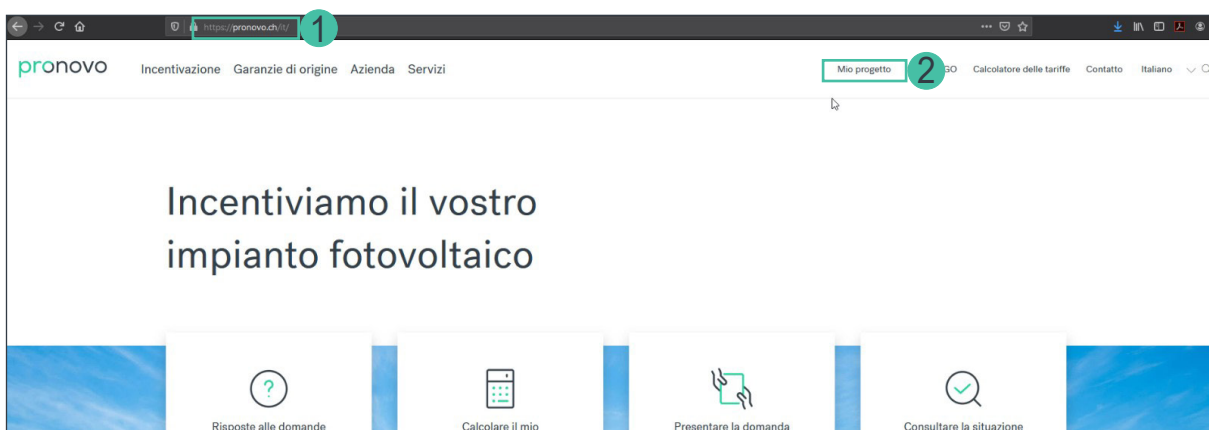 https://pronovo.ch/it/
1
pronovo
Incentivazione Garanzie di origine Azienda Servizi
Mio progetto
2
GO
Calcolatore delle tariffe
Contatto
Italiano
Incentiviamo il vostro
impianto fotovoltaico
?
Risposte alle domande
Calcolare il mio
Presentare la domanda
Consultare la situazione